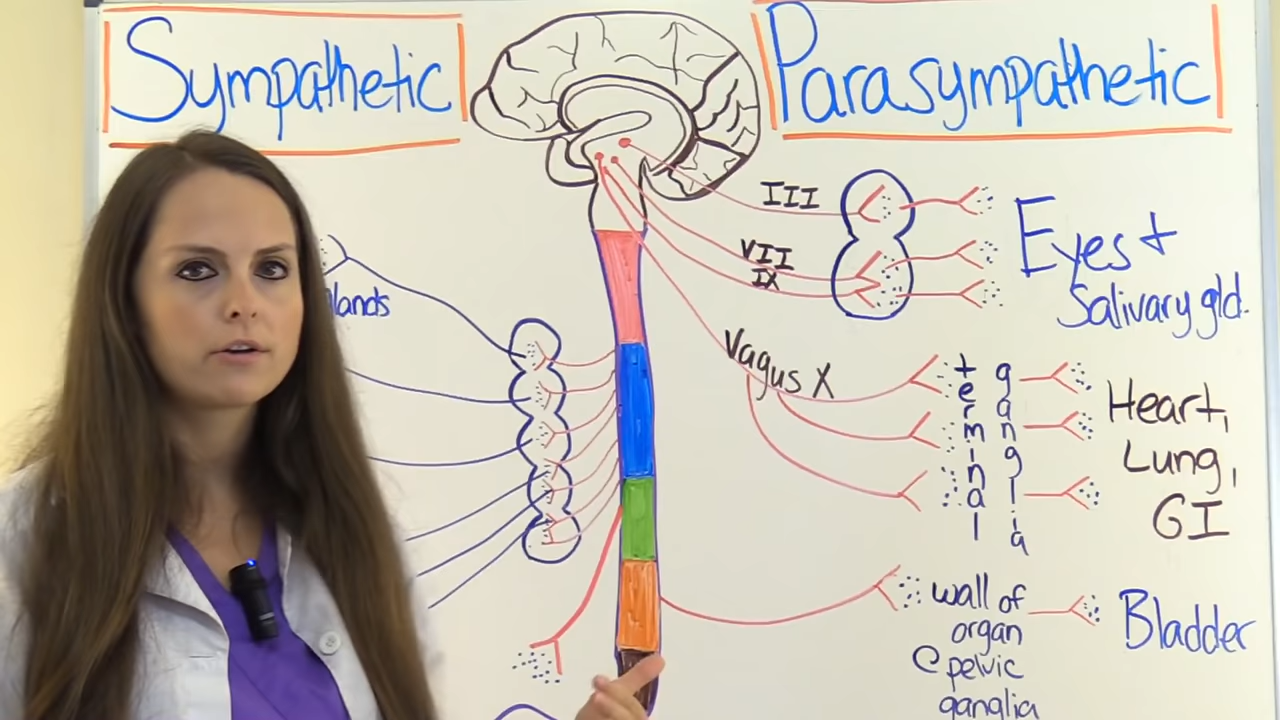 Sympathetic
Parasympathetic
III
VII
IX
Eyes +
Salivary gld.
Vagus X
terminal
ganglia
Heart,
Lung,
GI
wall of
organ
@ pelvic
ganglia
Bladder